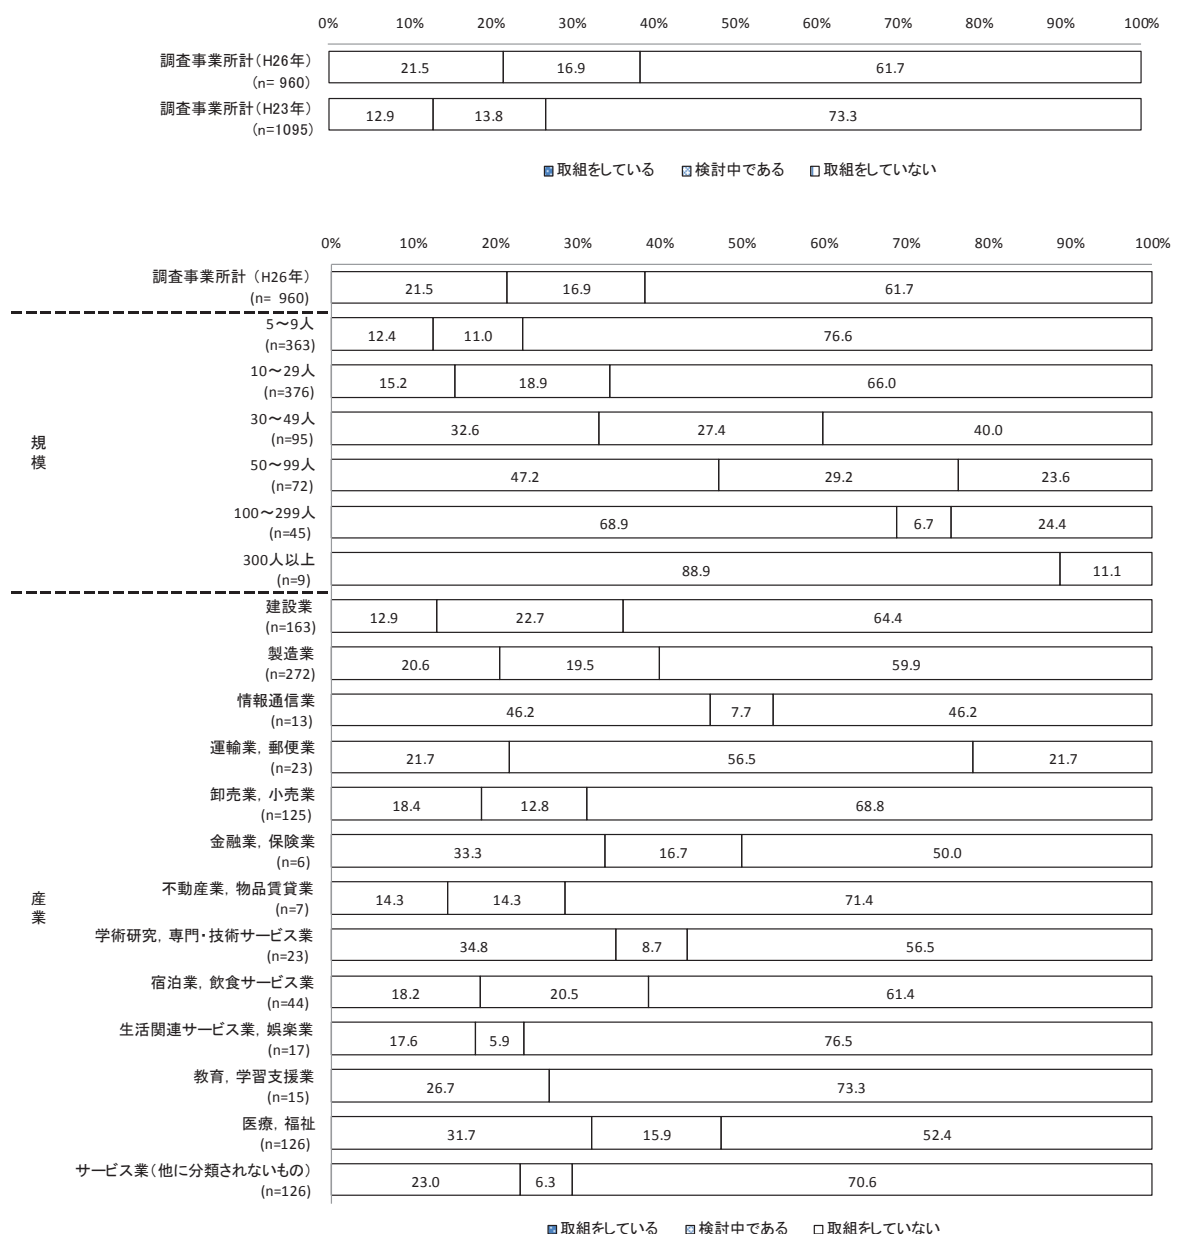 0% 10% 20% 30% 40% 50% 60% 70% 80% 90% 100%
調査事業所計(H26年)
(n= 960)
21.5 16.9 61.7
調査事業所計(H23年)
(n=1095)
12.9 13.8 73.3
取組をしている 検討中である 取組をしていない
0% 10% 20% 30% 40% 50% 60% 70% 80% 90% 100%
調査事業所計 (H26年)
(n= 960)
21.5 16.9 61.7
規模
5～9人
(n=363)
12.4 11.0 76.6
10～29人
(n=376)
15.2 18.9 66.0
30～49人
(n=95)
32.6 27.4 40.0
50～99人
(n=72)
47.2 29.2 23.6
100～299人
(n=45)
68.9 6.7 24.4
300人以上
(n=9)
88.9 11.1
産業
建設業
(n=163)
12.9 22.7 64.4
製造業
(n=272)
20.6 19.5 59.9
情報通信業
(n=13)
46.2 7.7 46.2
運輸業, 郵便業
(n=23)
21.7 56.5 21.7
卸売業, 小売業
(n=125)
18.4 12.8 68.8
金融業, 保険業
(n=6)
33.3 16.7 50.0
不動産業, 物品賃貸業
(n=7)
14.3 14.3 71.4
学術研究, 専門・技術サービス業
(n=23)
34.8 8.7 56.5
宿泊業, 飲食サービス業
(n=44)
18.2 20.5 61.4
生活関連サービス業, 娯楽業
(n=17)
17.6 5.9 76.5
教育, 学習支援業
(n=15)
26.7 73.3
医療, 福祉
(n=126)
31.7 15.9 52.4
サービス業(他に分類されないもの)
(n=126)
23.0 6.3 70.6
取組をしている 検討中である 取組をしていない